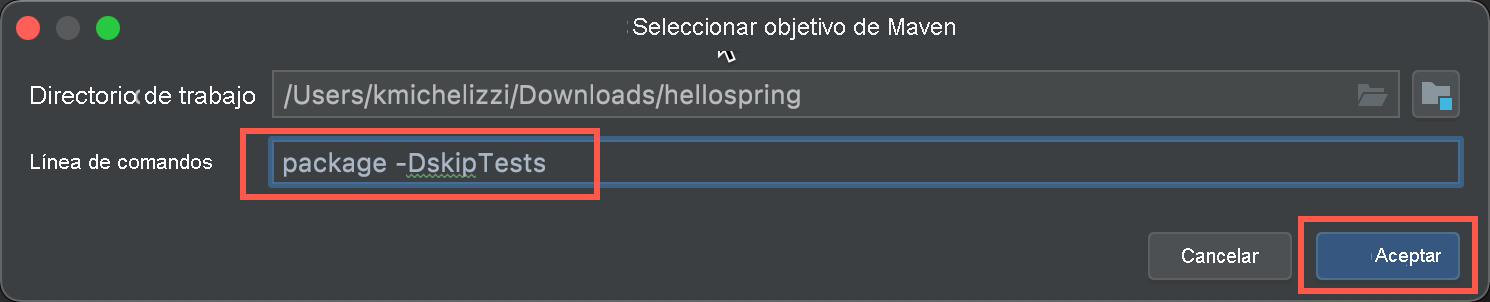 Seleccionar objetivo de Maven
Directorio de trabajo /Users/kmichelizzi/Downloads/hellospring
Línea de comandos package -DskipTests
Cancelar Aceptar